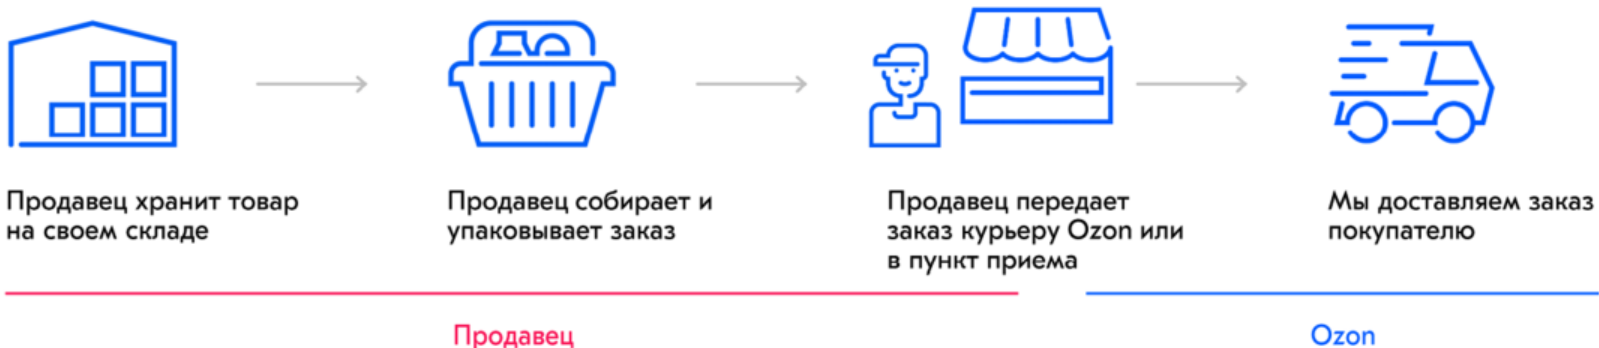 Продавец хранит товар
на своем складе
Продавец собирает и
упаковывает заказ
Продавец передает
заказ курьеру Ozon или
в пункт приема
Мы доставляем заказ
покупателю
Продавец
Ozon